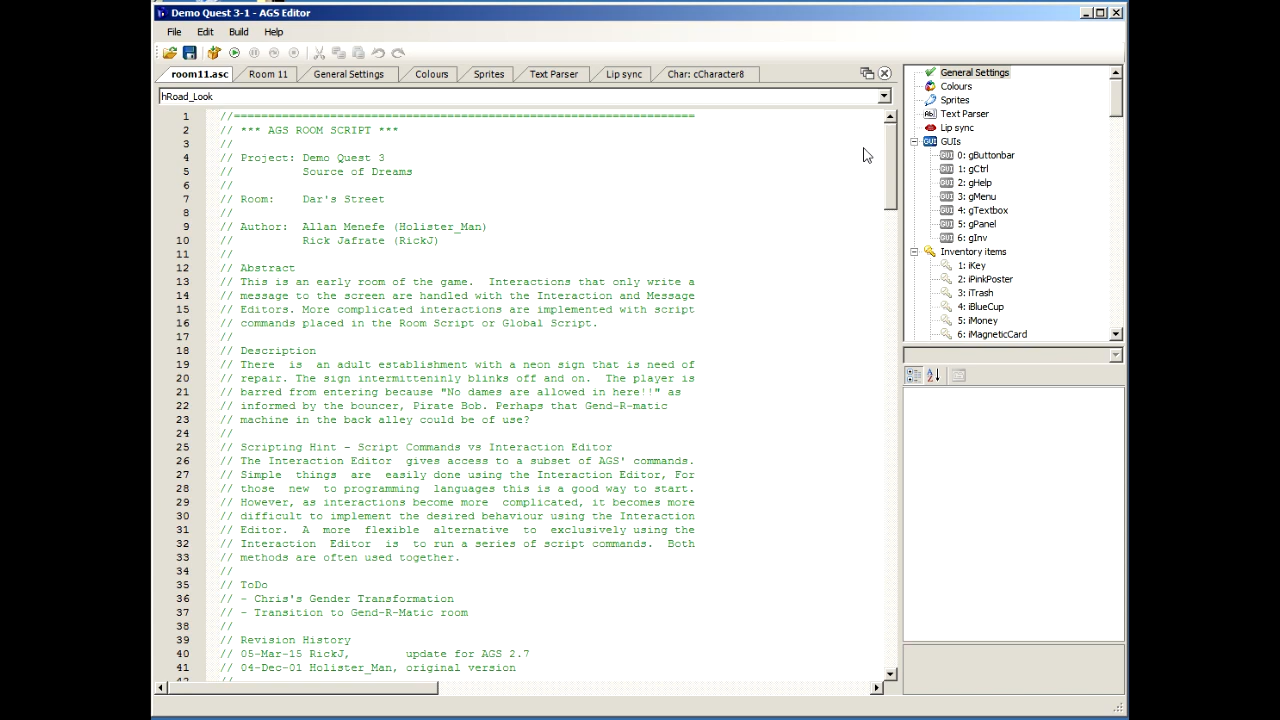 Demo Quest 3-1 - AGS Editor
File Edit Build Help
room11.asc Room 11 General Settings Colours Sprites Text Parser Lip sync Char: cCharacter8
hRoad_Look
1 //===================================================================
2 // *** AGS ROOM SCRIPT ***
3 //
4 // Project: Demo Quest 3
5 // Source of Dreams
6 //
7 // Room: Dar's Street
8 //
9 // Author: Allan Menefe (Holister_Man)
10 // Rick Jafrate (RickJ)
11 //
12 // Abstract
13 // This is an early room of the game. Interactions that only write a
14 // message to the screen are handled with the Interaction and Message
15 // Editors. More complicated interactions are implemented with script
16 // commands placed in the Room Script or Global Script.
17 //
18 // Description
19 // There is an adult establishment with a neon sign that is need of
20 // repair. The sign intermitteninly blinks off and on. The player is
21 // barred from entering because "No dames are allowed in here!!" as
22 // informed by the bouncer, Pirate Bob. Perhaps that Gend-R-matic
23 // machine in the back alley could be of use?
24 //
25 // Scripting Hint - Script Commands vs Interaction Editor
26 // The Interaction Editor gives access to a subset of AGS' commands.
27 // Simple things are easily done using the Interaction Editor, For
28 // those new to programming languages this is a good way to start.
29 // However, as interactions become more complicated, it becomes more
30 // difficult to implement the desired behaviour using the Interaction
31 // Editor. A more flexible alternative to exclusively using the
32 // Interaction Editor is to run a series of script commands. Both
33 // methods are often used together.
34 //
35 // ToDo
36 // - Chris's Gender Transformation
37 // - Transition to Gend-R-Matic room
38 //
39 // Revision History
40 // 05-Mar-15 RickJ, update for AGS 2.7
41 // 04-Dec-01 Holister_Man, original version
General Settings
Colours
Sprites
Text Parser
Lip sync
GUIs
0: gButtonbar
1: gCtrl
2: gHelp
3: gMenu
4: gTextbox
5: gPanel
6: gInv
Inventory items
1: iKey
2: iPinkPoster
3: iTrash
4: iBlueCup
5: iMoney
6: iMagneticCard